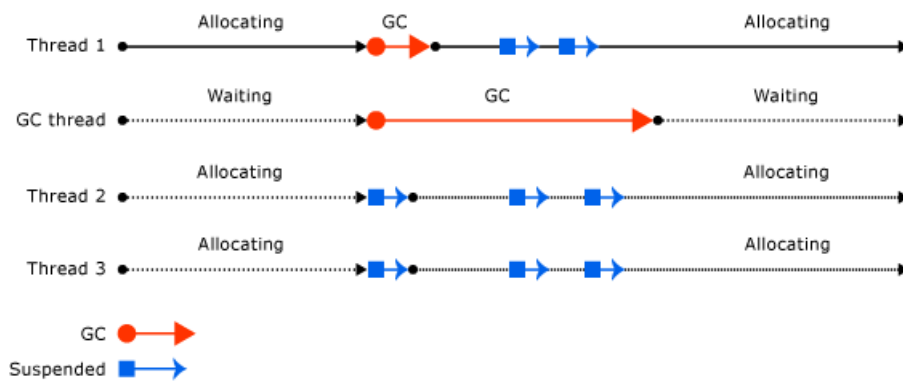 Allocating GC Allocating
Thread 1
Waiting GC Waiting
GC thread
Allocating Allocating
Thread 2
Allocating Allocating
Thread 3
GC
Suspended